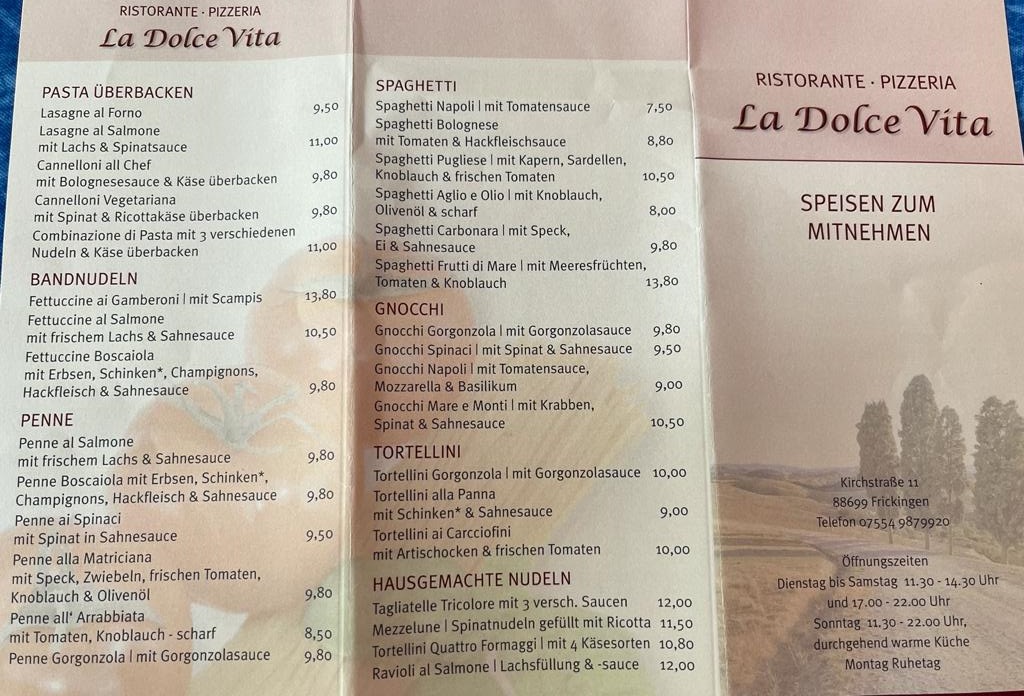 RISTORANTE · PIZZERIA
La Dolce Vita
PASTA ÜBERBACKEN
Lasagne al Forno 9,50
Lasagne al Salmone
mit Lachs & Spinatsauce 11,00
Cannelloni all Chef
mit Bolognesesauce & Käse überbacken 9,80
Cannelloni Vegetariana
mit Spinat & Ricottakäse überbacken 9,80
Combinazione di Pasta mit 3 verschiedenen
Nudeln & Käse überbacken 11,00
BANDNUDELN
Fettuccine ai Gamberoni | mit Scampis 13,80
Fettuccine al Salmone
mit frischem Lachs & Sahnesauce 10,50
Fettuccine Boscaiola
mit Erbsen, Schinken*, Champignons,
Hackfleisch & Sahnesauce 9,80
PENNE
Penne al Salmone
mit frischem Lachs & Sahnesauce 9,80
Penne Boscaiola mit Erbsen, Schinken*,
Champignons, Hackfleisch & Sahnesauce 9,80
Penne ai Spinaci
mit Spinat in Sahnesauce 9,50
Penne alla Matriciana
mit Speck, Zwiebeln, frischen Tomaten,
Knoblauch & Olivenöl 9,80
Penne all' Arrabbiata
mit Tomaten, Knoblauch - scharf 8,50
Penne Gorgonzola | mit Gorgonzolasauce 9,80
SPAGHETTI
Spaghetti Napoli | mit Tomatensauce 7,50
Spaghetti Bolognese
mit Tomaten & Hackfleischsauce 8,80
Spaghetti Pugliese | mit Kapern, Sardellen,
Knoblauch & frischen Tomaten 10,50
Spaghetti Aglio e Olio | mit Knoblauch,
Olivenöl & scharf 8,00
Spaghetti Carbonara | mit Speck,
Ei & Sahnesauce 9,80
Spaghetti Frutti di Mare | mit Meeresfrüchten,
Tomaten & Knoblauch 13,80
GNOCCHI
Gnocchi Gorgonzola | mit Gorgonzolasauce 9,80
Gnocchi Spinaci | mit Spinat & Sahnesauce 9,50
Gnocchi Napoli | mit Tomatensauce,
Mozzarella & Basilikum 9,00
Gnocchi Mare e Monti | mit Krabben,
Spinat & Sahnesauce 10,50
TORTELLINI
Tortellini Gorgonzola | mit Gorgonzolasauce 10,00
Tortellini alla Panna
mit Schinken* & Sahnesauce 9,00
Tortellini ai Carcciofini
mit Artischocken & frischen Tomaten 10,00
HAUSGEMACHTE NUDELN
Tagliatelle Tricolore mit 3 versch. Saucen 12,00
Mezzelune | Spinatnudeln gefüllt mit Ricotta 11,50
Tortellini Quattro Formaggi | mit 4 Käsesorten 10,80
Ravioli al Salmone | Lachsfüllung & -sauce 12,00
RISTORANTE · PIZZERIA
La Dolce Vita
SPEISEN ZUM
MITNEHMEN
Kirchstraße 11
88699 Frickingen
Telefon 07554 9879920
Öffnungszeiten
Dienstag bis Samstag 11.30 - 14.30 Uhr
und 17.00 - 22.00 Uhr
Sonntag 11.30 - 22.00 Uhr,
durchgehend warme Küche
Montag Ruhetag